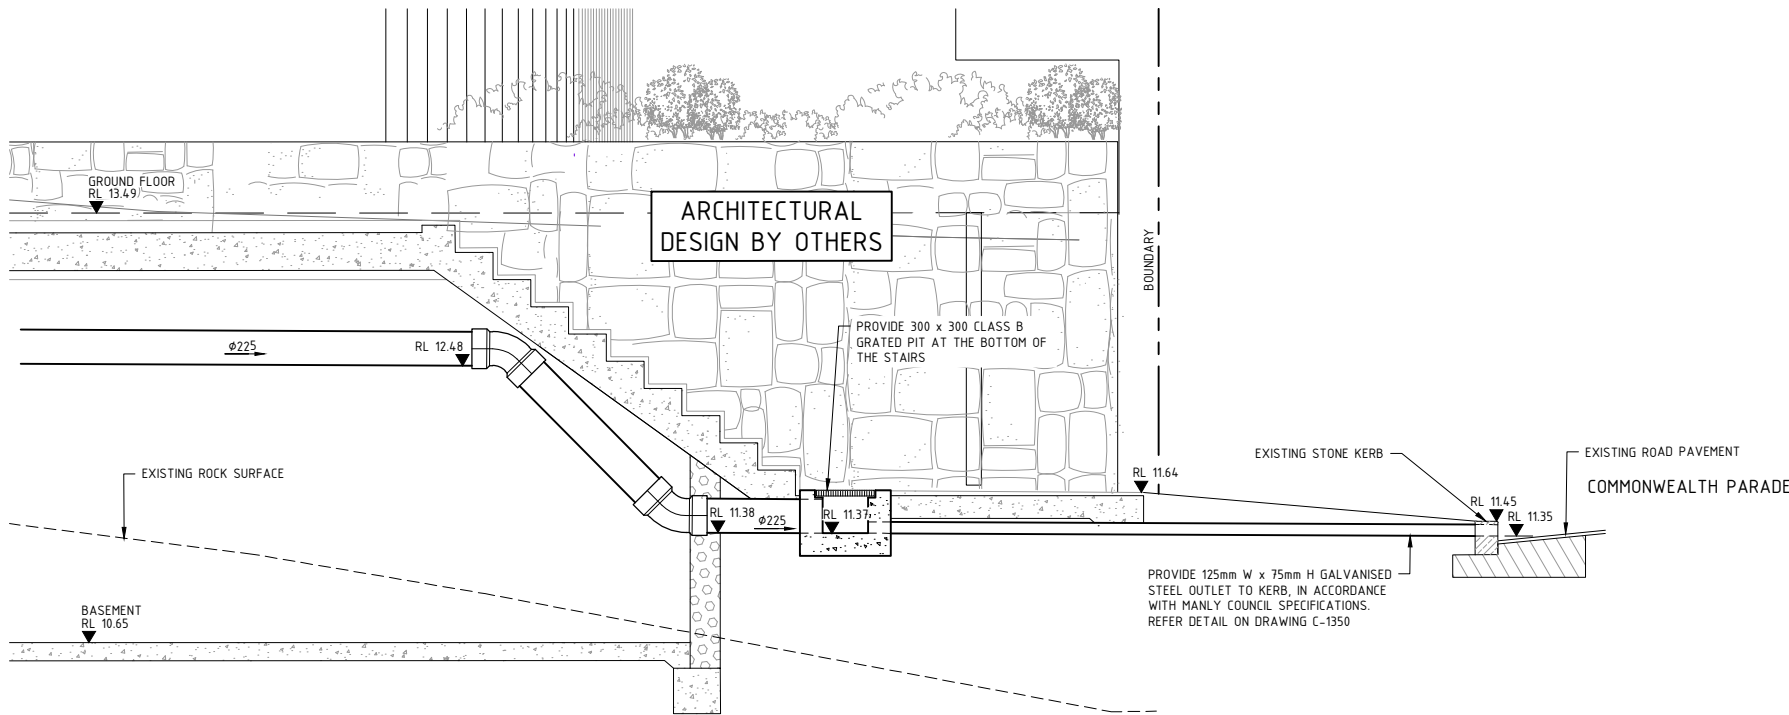 GROUND FLOOR
RL 13.49
ARCHITECTURAL
DESIGN BY OTHERS
BOUNDARY
PROVIDE 300 x 300 CLASS B
GRATED PIT AT THE BOTTOM OF
THE STAIRS
Ø225
RL 12.48
EXISTING ROCK SURFACE
EXISTING STONE KERB
EXISTING ROAD PAVEMENT
COMMONWEALTH PARADE
RL 11.64
RL 11.45
RL 11.35
RL 11.38
Ø225
RL 11.37
PROVIDE 125mm W x 75mm H GALVANISED
STEEL OUTLET TO KERB, IN ACCORDANCE
WITH MANLY COUNCIL SPECIFICATIONS.
REFER DETAIL ON DRAWING C-1350
BASEMENT
RL 10.65